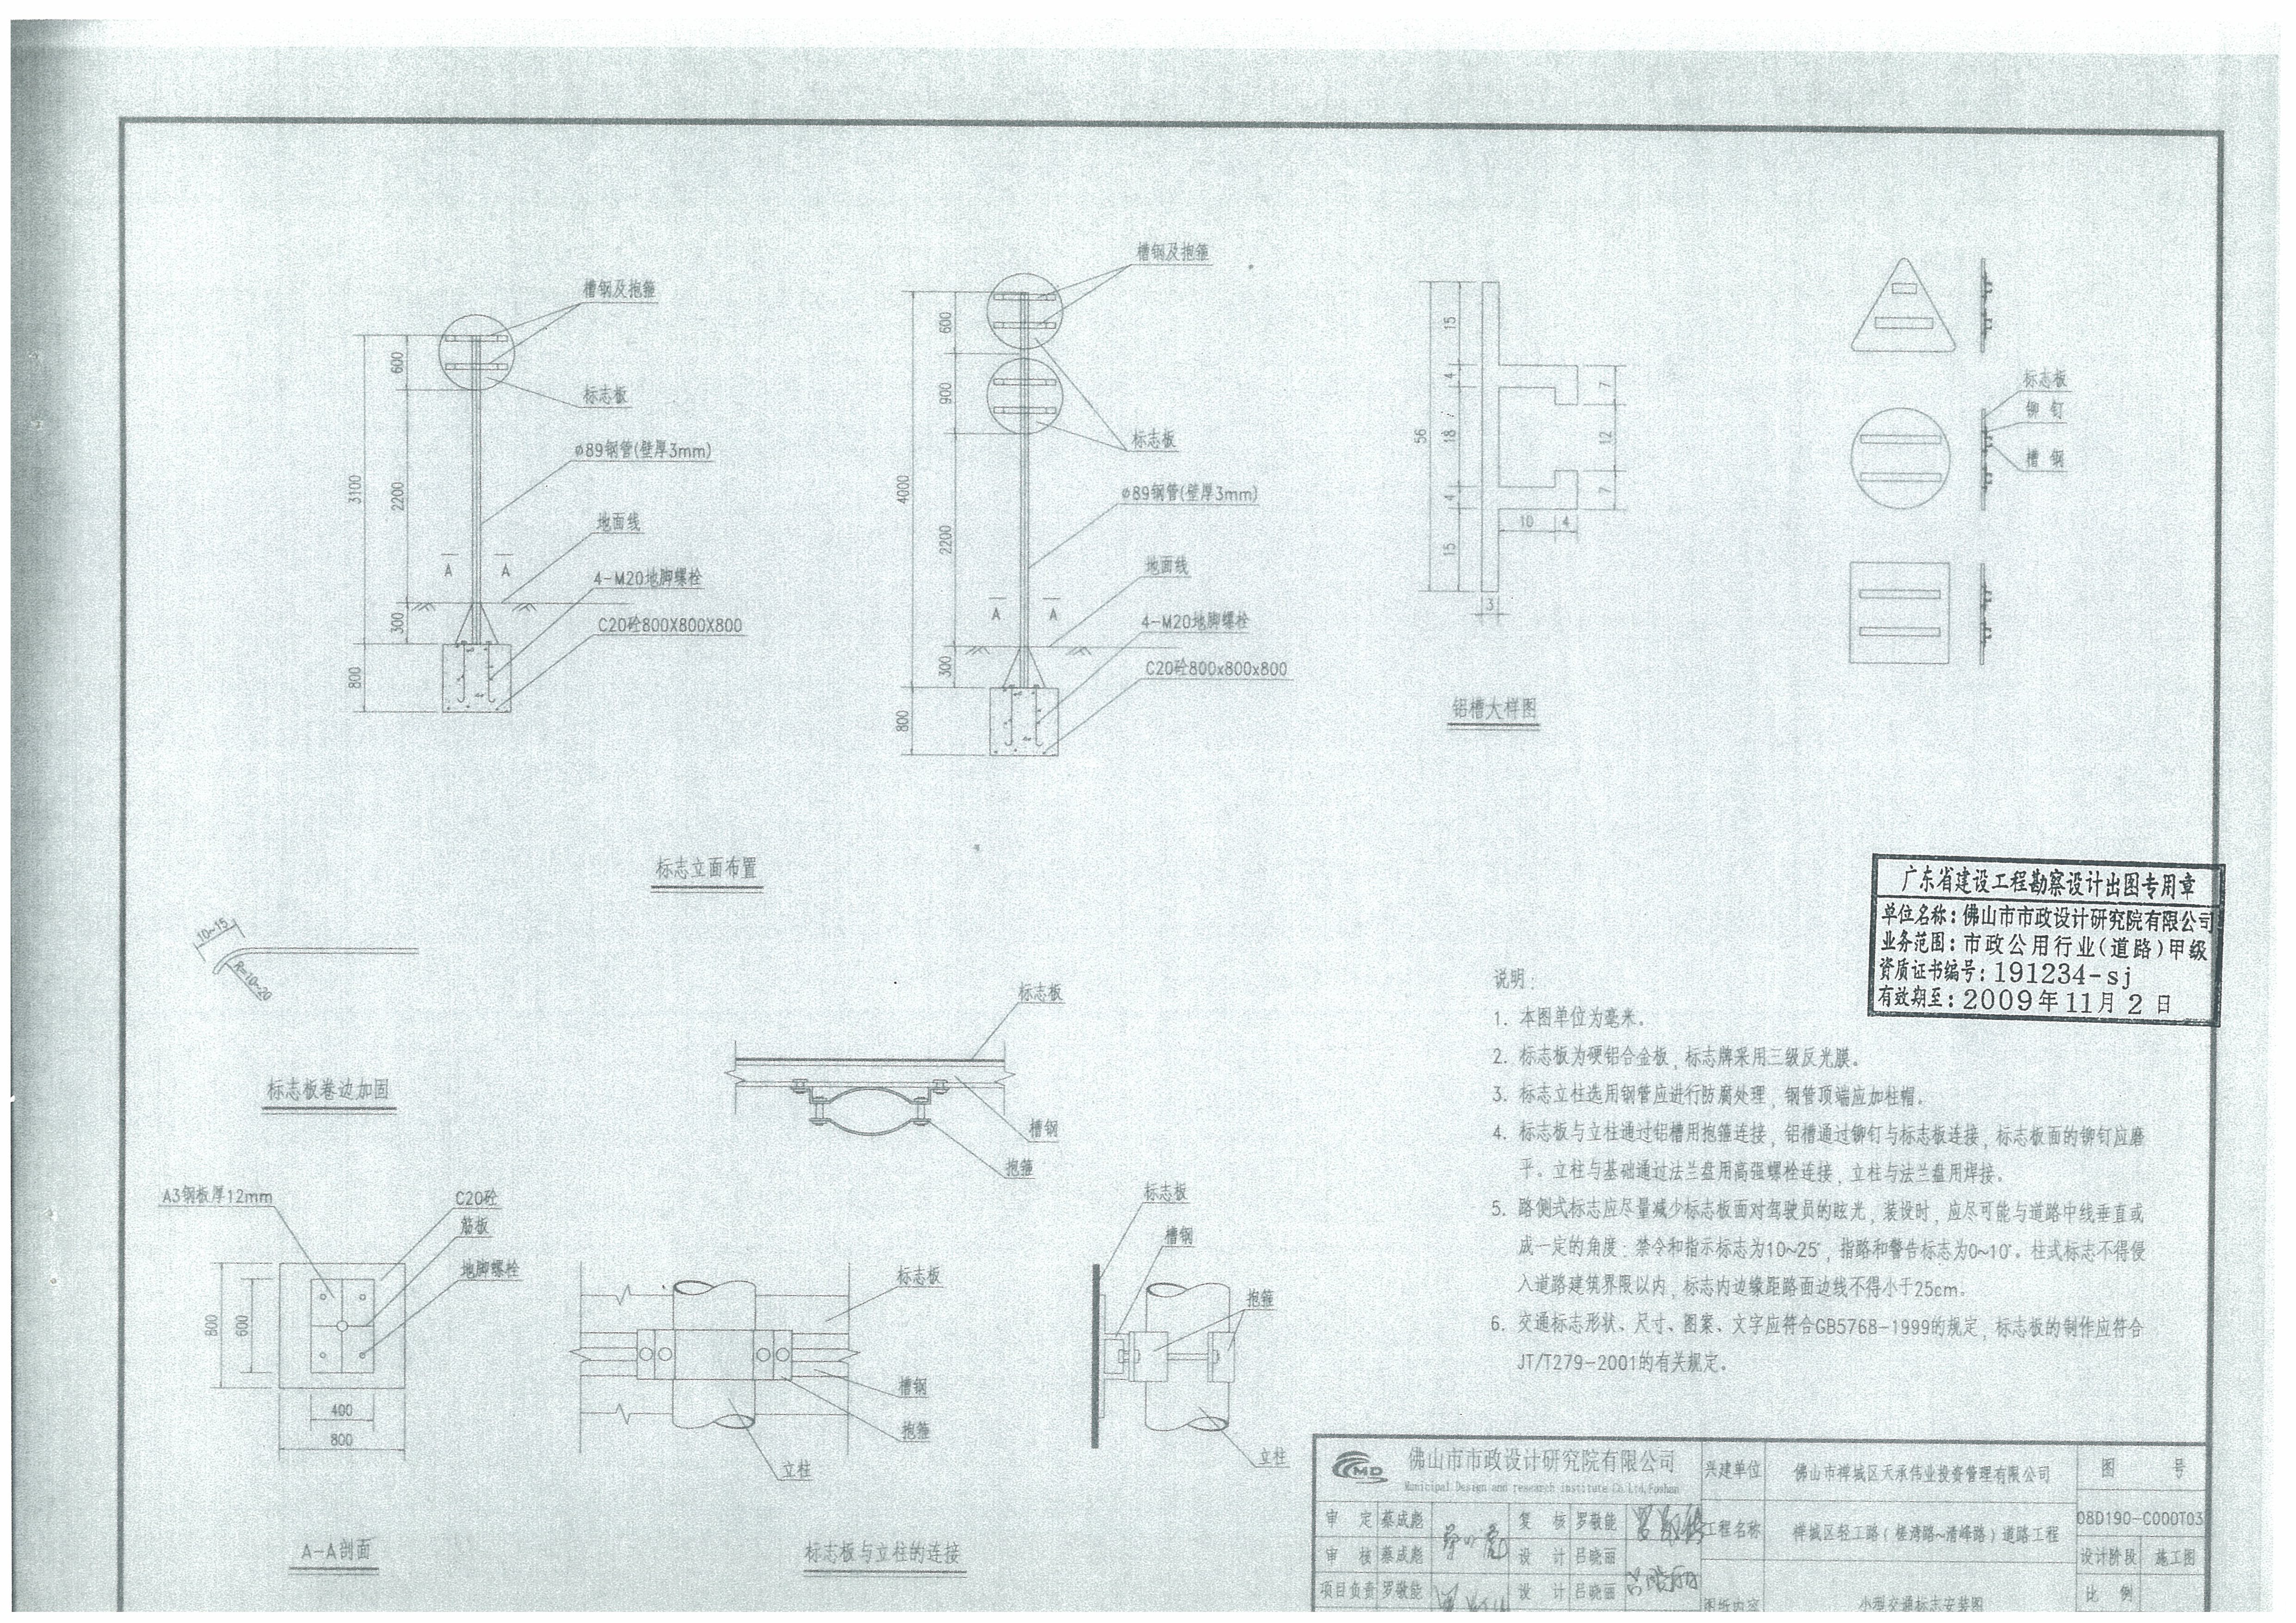 槽钢及抱箍
标志板
ø89钢管(壁厚3mm)
地面线
4-M20地脚螺栓
C20砼800X800X800
3100
600
2200
300
800
A A
槽钢及抱箍
标志板
ø89钢管(壁厚3mm)
地面线
4-M20地脚螺栓
C20砼800x800x800
4000
600
900
2200
300
800
A A
标志立面布置
56
15
4
18
4
15
7
12
7
10 4
3
铝槽大样图
标志板
铆 钉
槽 钢
广东省建设工程勘察设计出图专用章
单位名称:佛山市市政设计研究院有限公司
业务范围:市政公用行业(道路)甲级
资质证书编号:191234-sj
有效期至:2009年11月2日
10~15
R=10~20
标志板卷边加固
标志板
槽钢
抱箍
A3钢板厚12mm
C20砼
筋板
地脚螺栓
800
600
400
800
A-A剖面
标志板
槽钢
抱箍
立柱
标志板
槽钢
抱箍
立柱
标志板与立柱的连接
说明:
1. 本图单位为毫米。
2. 标志板为硬铝合金板,标志牌采用三级反光膜。
3. 标志立柱选用钢管应进行防腐处理,钢管顶端应加柱帽。
4. 标志板与立柱通过铝槽用抱箍连接,铝槽通过铆钉与标志板连接,标志板面的铆钉应磨
平。立柱与基础通过法兰盘用高强螺栓连接,立柱与法兰盘用焊接。
5. 路侧式标志应尽量减少标志板面对驾驶员的眩光,装设时,应尽可能与道路中线垂直或
成一定的角度:禁令和指示标志为10~25°,指路和警告标志为0~10°。柱式标志不得侵
入道路建筑界限以内,标志内边缘距路面边线不得小于25cm。
6. 交通标志形状、尺寸、图案、文字应符合GB5768-1999的规定,标志板的制作应符合
JT/T279-2001的有关规定。
CMD
佛山市市政设计研究院有限公司
Municipal Design and research institute Co.Ltd.Foshan
兴建单位 佛山市禅城区天承伟业投资管理有限公司 图 号
审 定 蔡成彪 复 核 罗敬能 工程名称 禅城区轻工路(槎湾路~清峰路)道路工程 08D190-C000T03
审 核 蔡成彪 设 计 吕晓丽 设计阶段 施工图
项目负责 罗敬能 设 计 吕晓丽 比 例
图纸内容 小型交通标志安装图